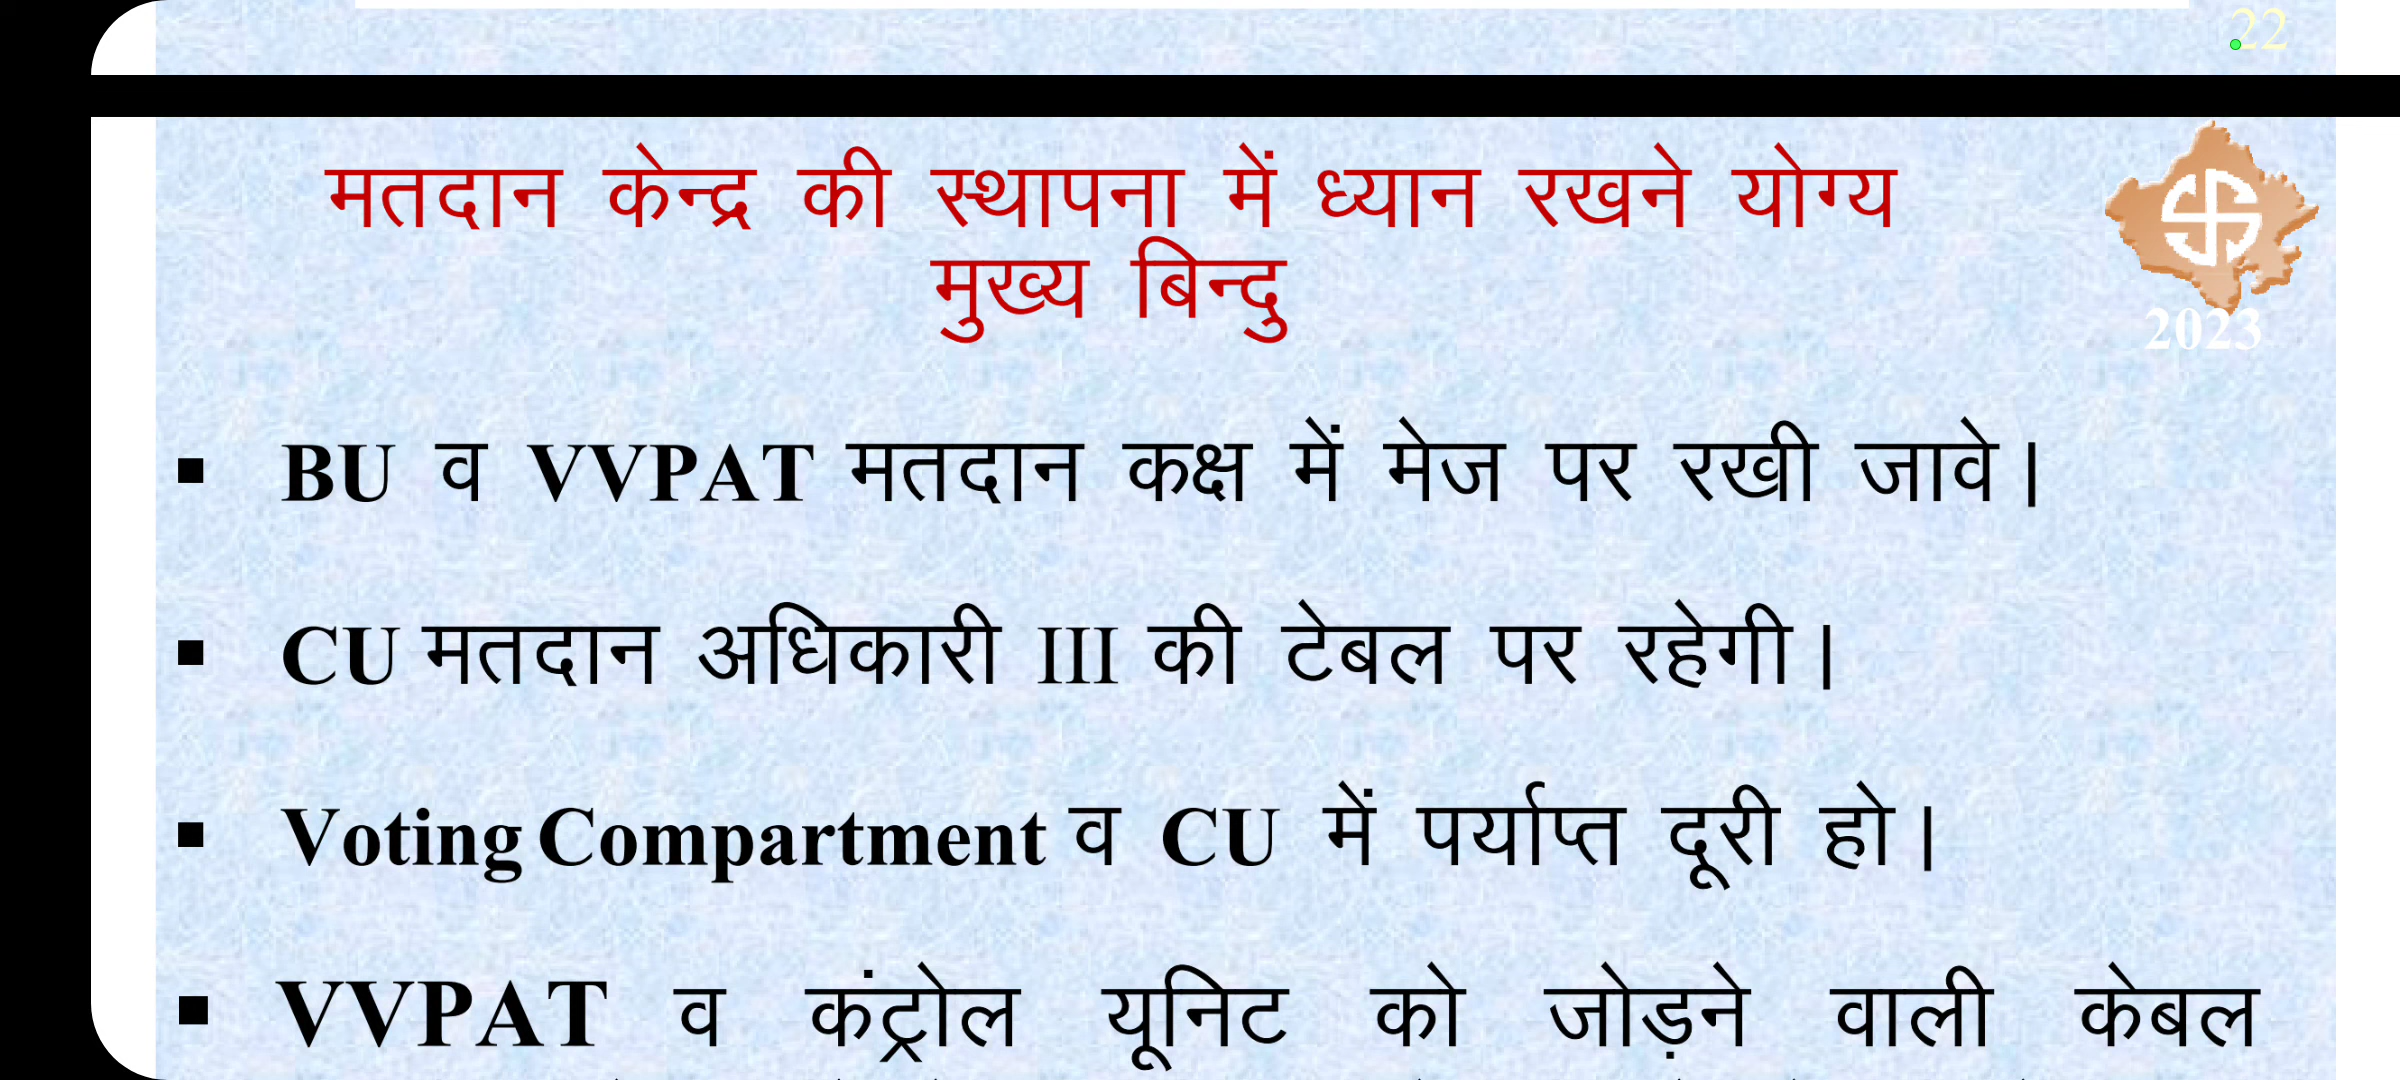 22
मतदान केन्द्र की स्थापना में ध्यान रखने योग्य
मुख्य बिन्दु
2023
▪ BU व VVPAT मतदान कक्ष में मेज पर रखी जावे।
▪ CU मतदान अधिकारी III की टेबल पर रहेगी।
▪ Voting Compartment व CU में पर्याप्त दूरी हो।
▪ VVPAT व कंट्रोल यूनिट को जोड़ने वाली केबल